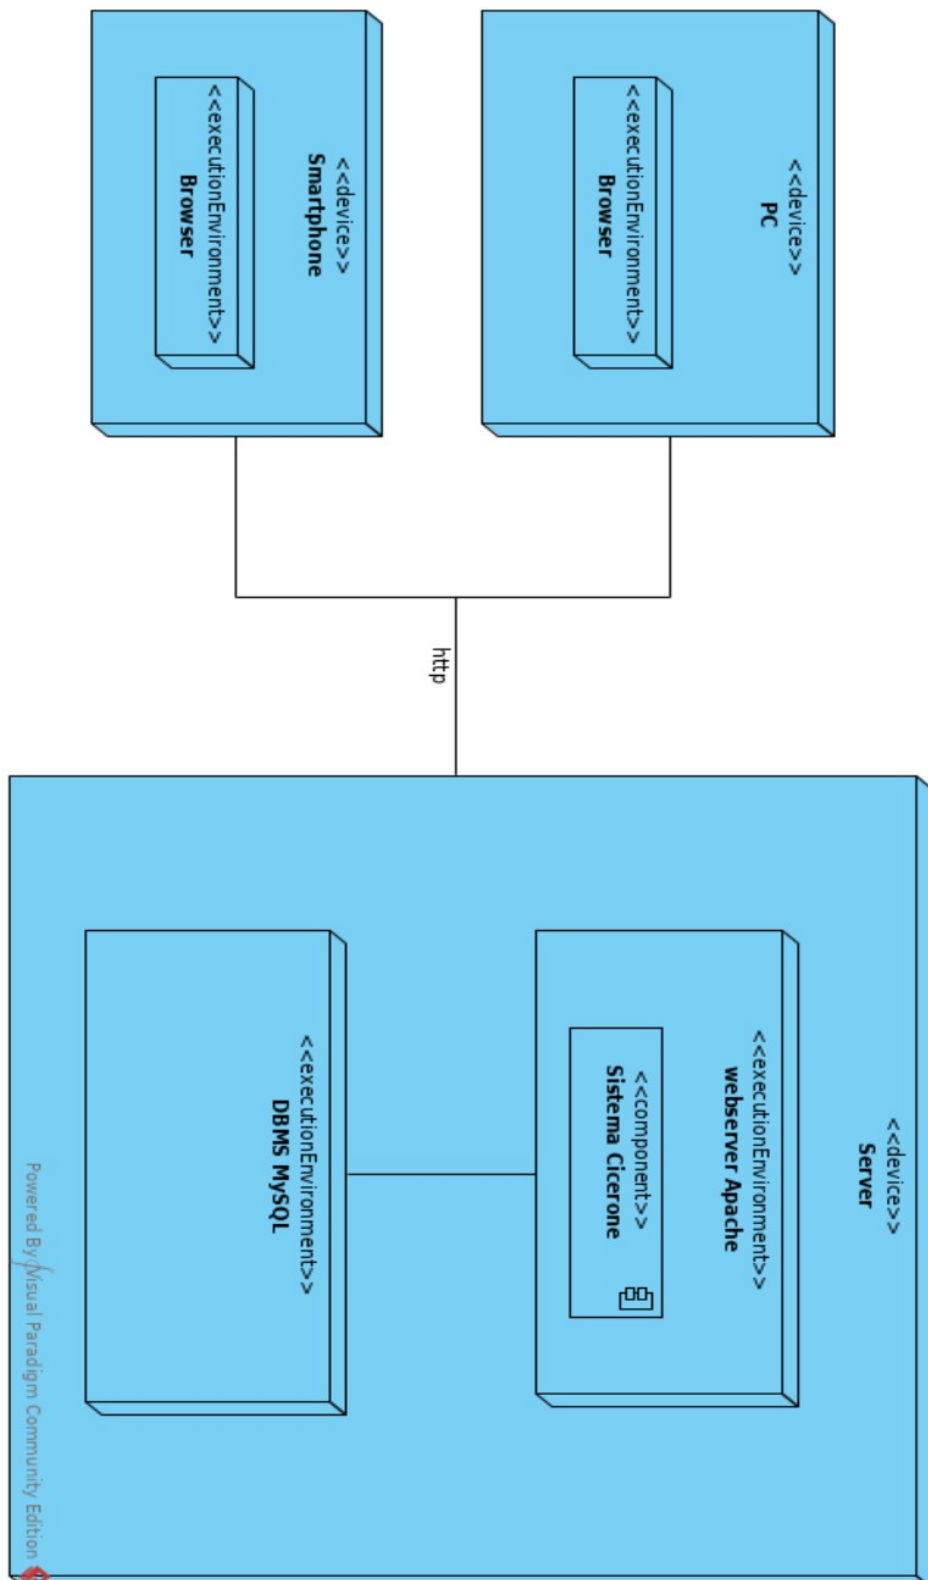 <<device>>
PC
<<executionEnvironment>>
Browser
<<device>>
Smartphone
<<executionEnvironment>>
Browser
http
<<device>>
Server
<<executionEnvironment>>
webserver Apache
<<component>>
Sistema Cicerone
<<executionEnvironment>>
DBMS MySQL
Powered By Visual Paradigm Community Edition